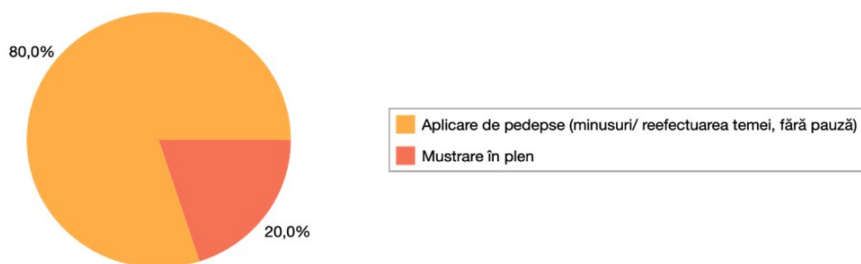 80,0%
Aplicare de pedepse (minusuri/ reefectuarea temei, fără pauză)
Mustrare în plen
20,0%